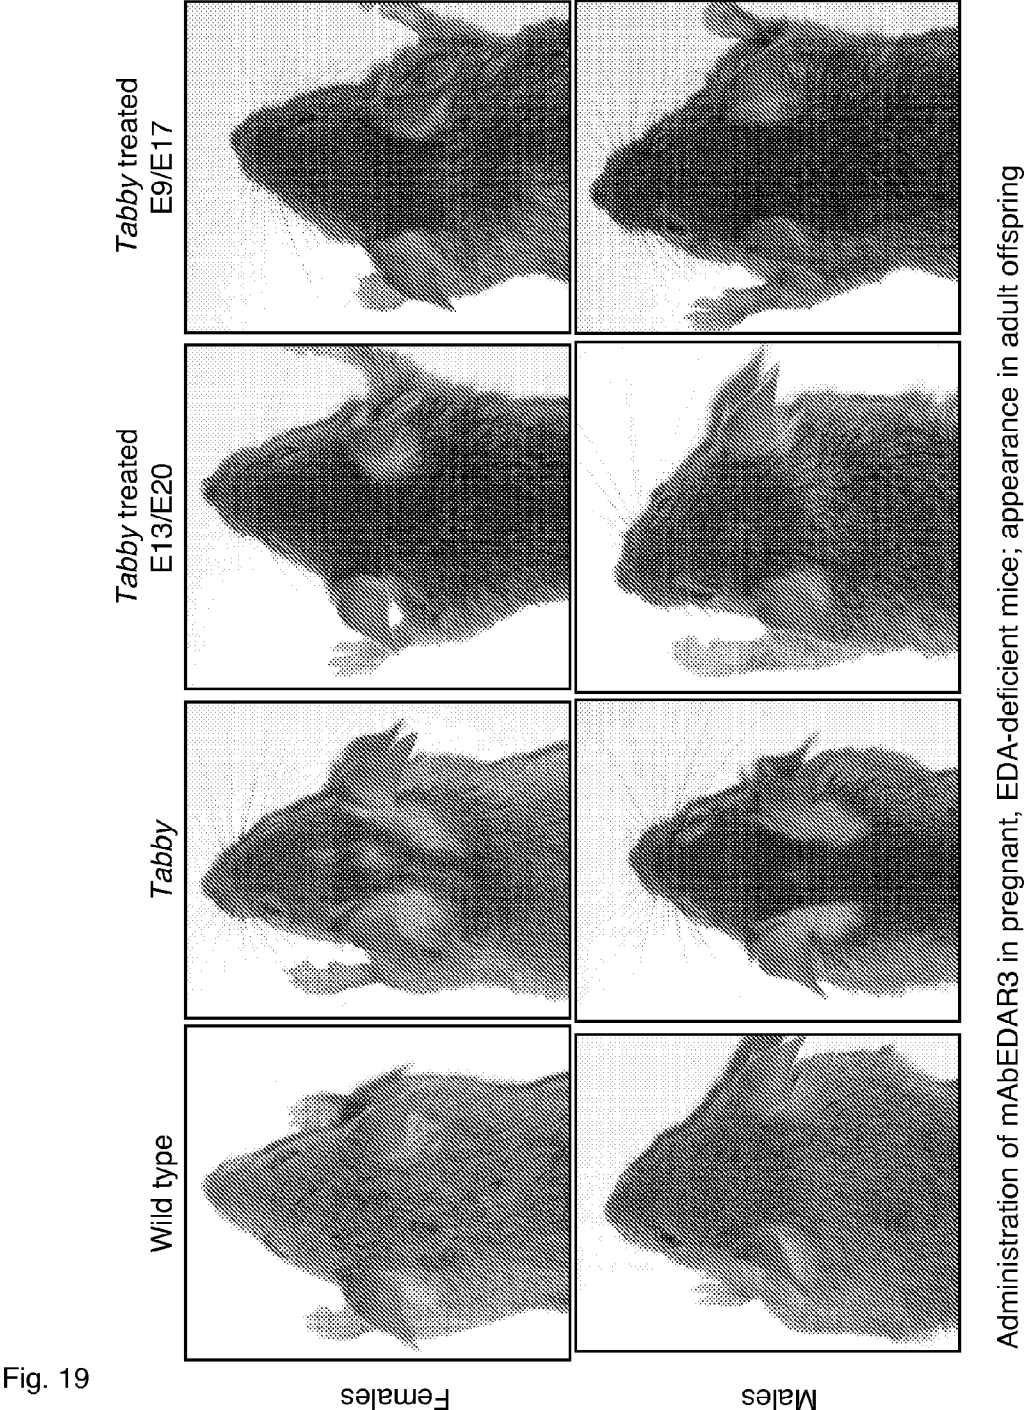 Fig. 19
Wild type
Tabby
Tabby treated
E13/E20
Tabby treated
E9/E17
Females
Males
Administration of mAbEDAR3 in pregnant, EDA-deficient mice; appearance in adult offspring